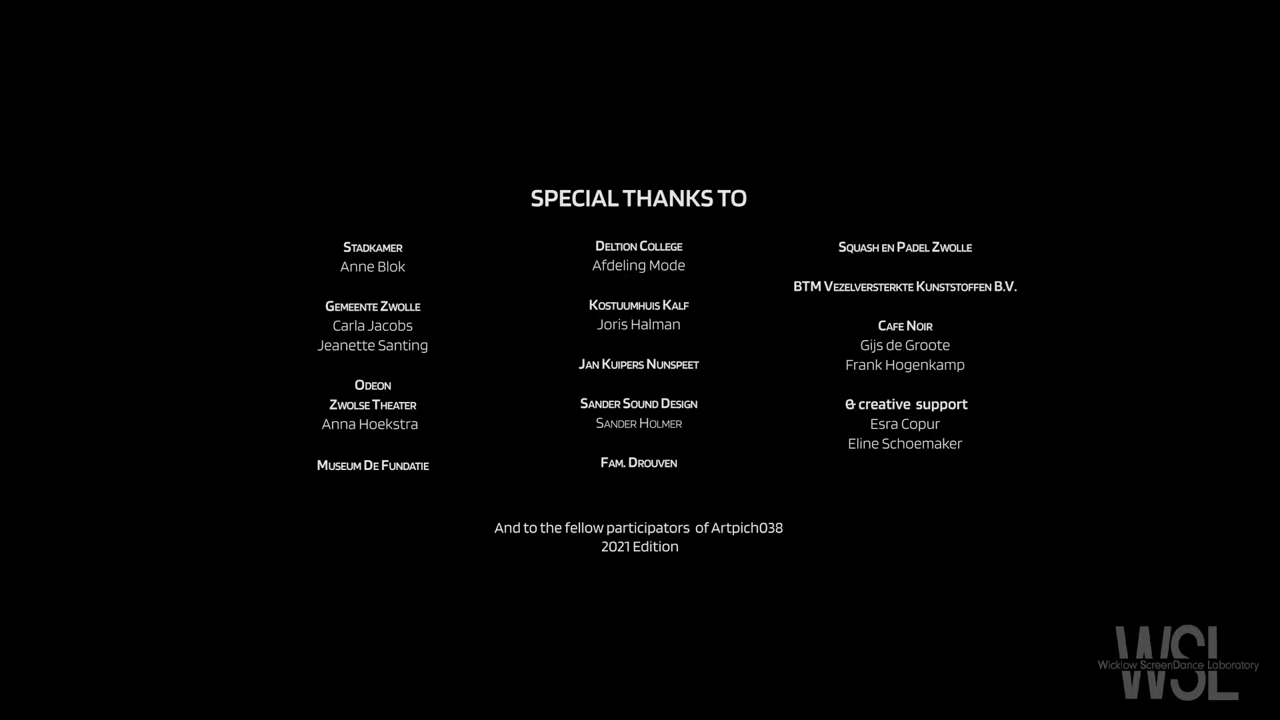 SPECIAL THANKS TO
STADKAMER
Anne Blok
GEMEENTE ZWOLLE
Carla Jacobs
Jeanette Santing
ODEON
ZWOLSE THEATER
Anna Hoekstra
MUSEUM DE FUNDATIE
DELTION COLLEGE
Afdeling Mode
KOSTUUMHUIS KALF
Joris Halman
JAN KUIPERS NUNSPEET
SANDER SOUND DESIGN
SANDER HOLMER
FAM. DROUVEN
SQUASH EN PADEL ZWOLLE
BTM VEZELVERSTERKTE KUNSTSTOFFEN B.V.
CAFE NOIR
Gijs de Groote
Frank Hogenkamp
& creative support
Esra Copur
Eline Schoemaker
And to the fellow participators of Artpich038
2021 Edition
WSL
Wicklow ScreenDance Laboratory